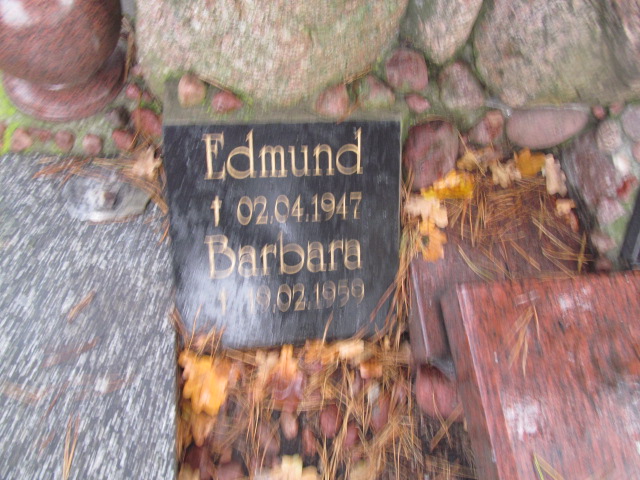 Edmund
† 02.04.1947
Barbara
† 19.02.1959